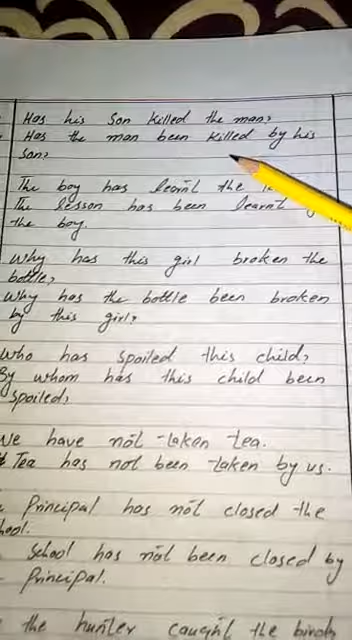 Has his Son killed the man?
Has the man been killed by his
Son?
The boy has learnt the
The lesson has been learnt
the boy.
Why has this girl broken the
bottle?
Why has the bottle been broken
by this girl?
Who has spoiled this child?
By whom has this child been
spoiled?
We have not taken tea.
Tea has not been taken by us.
Principal has not closed the
hool.
School has not been closed by
Principal.
the hunter caught the birds